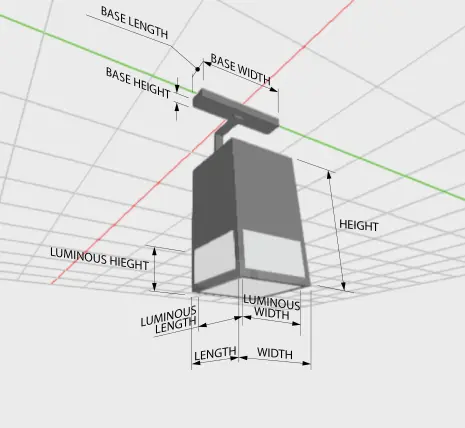 BASE LENGTH
BASE WIDTH
BASE HEIGHT
HEIGHT
LUMINOUS HIEGHT
LUMINOUS
LENGTH
LUMINOUS
WIDTH
LENGTH
WIDTH